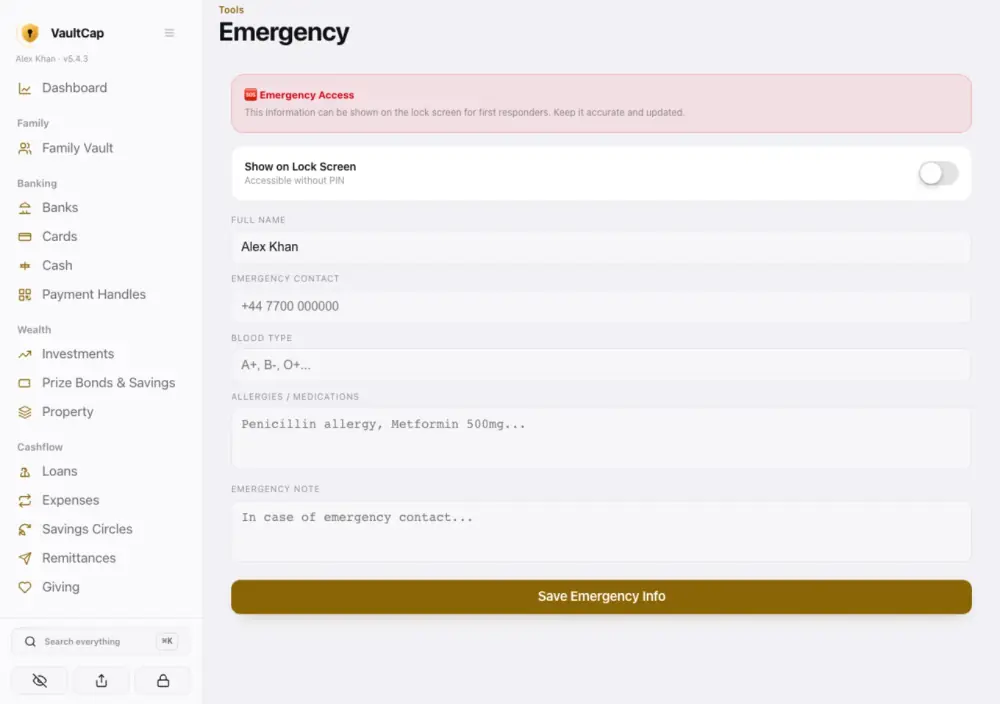 VaultCap
Alex Khan · v5.4.3
Dashboard
Family
Family Vault
Banking
Banks
Cards
Cash
Payment Handles
Wealth
Investments
Prize Bonds & Savings
Property
Cashflow
Loans
Expenses
Savings Circles
Remittances
Giving
Search everything
⌘K
Tools
Emergency
SOS Emergency Access
This information can be shown on the lock screen for first responders. Keep it accurate and updated.
Show on Lock Screen
Accessible without PIN
FULL NAME
Alex Khan
EMERGENCY CONTACT
+44 7700 000000
BLOOD TYPE
A+, B-, O+...
ALLERGIES / MEDICATIONS
Penicillin allergy, Metformin 500mg...
EMERGENCY NOTE
In case of emergency contact...
Save Emergency Info